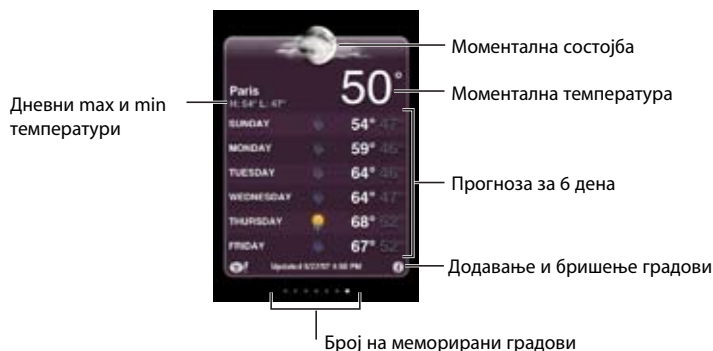 Моментална состојба
Дневни max и min
температури
Paris
H: 54° L: 47°
50°
Моментална температура
SUNDAY 54° 47°
MONDAY 59° 46°
TUESDAY 64° 46°
WEDNESDAY 64° 47°
THURSDAY 68° 52°
FRIDAY 67° 52°
Прогноза за 6 дена
Y!
Додавање и бришење градови
Број на меморирани градови